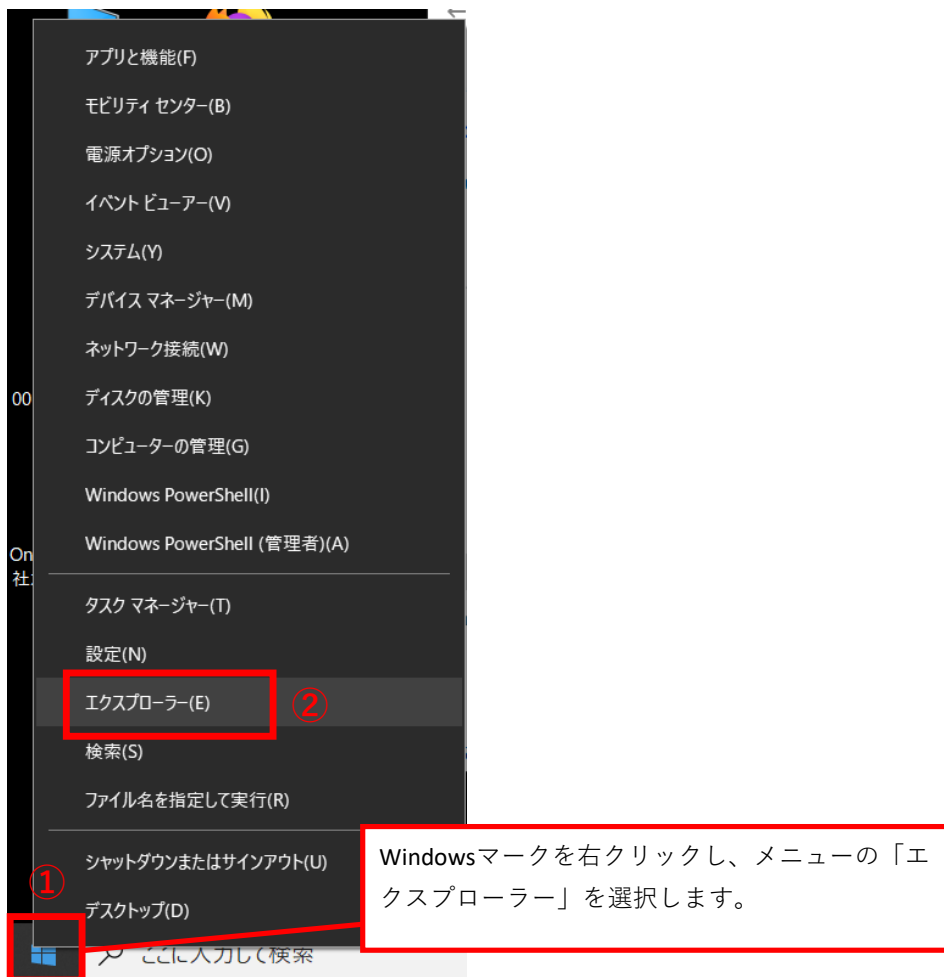 アプリと機能(F)
モビリティ センター(B)
電源オプション(O)
イベント ビューアー(V)
システム(Y)
デバイス マネージャー(M)
ネットワーク接続(W)
00
ディスクの管理(K)
コンピューターの管理(G)
Windows PowerShell(I)
Windows PowerShell (管理者)(A)
On
社
タスク マネージャー(T)
設定(N)
エクスプローラー(E)
②
検索(S)
ファイル名を指定して実行(R)
シャットダウンまたはサインアウト(U)
①
デスクトップ(D)
Windowsマークを右クリックし、メニューの「エ
クスプローラー」を選択します。
ここに入力して検索